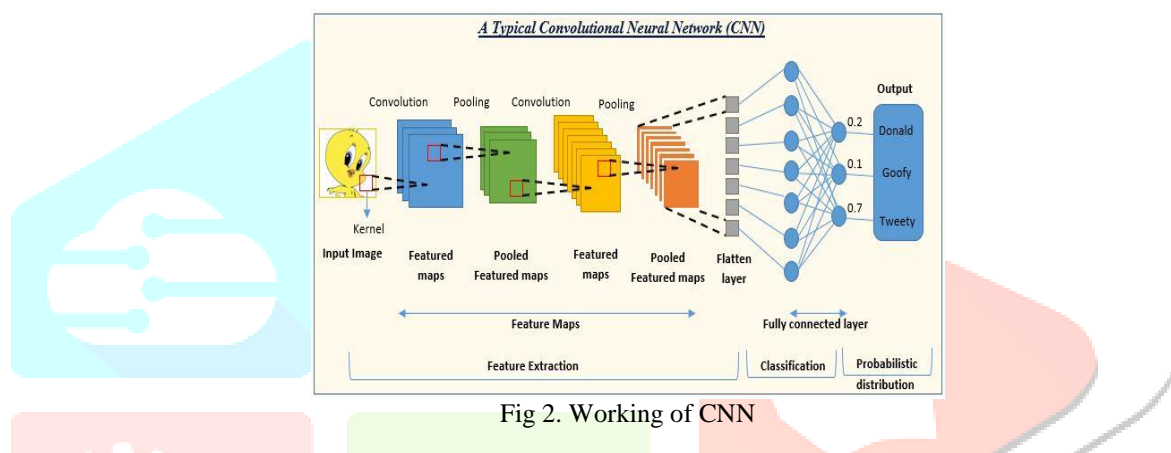 A Typical Convolutional Neural Network (CNN)
Convolution Pooling Convolution Pooling
Output
0.2 Donald
0.1 Goofy
0.7 Tweety
Kernel
Input Image
Featured maps
Pooled Featured maps
Featured maps
Pooled Featured maps
Flatten layer
Feature Maps
Fully connected layer
Feature Extraction
Classification
Probabilistic distribution
Fig 2. Working of CNN